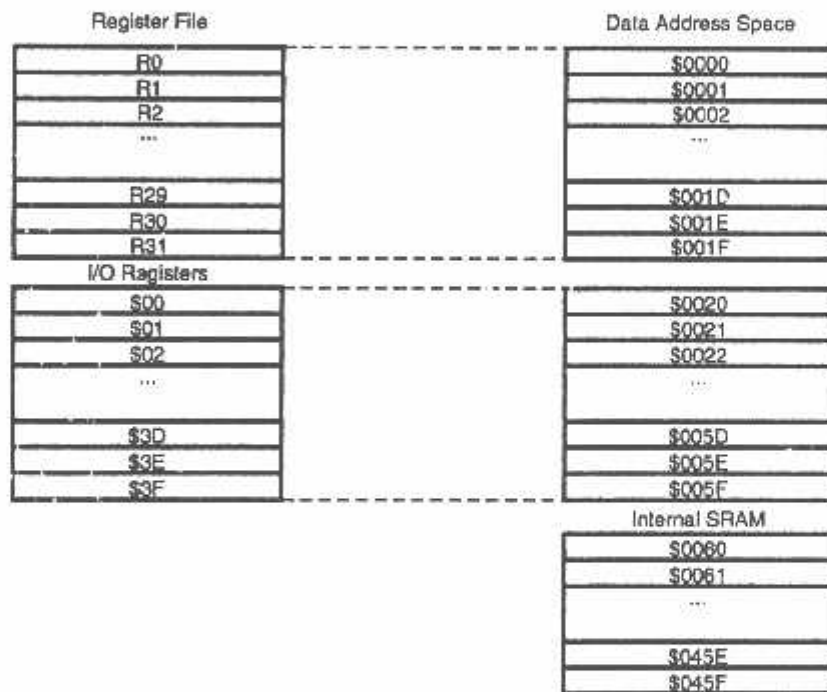 Register File
R0
R1
R2
...
R29
R30
R31
I/O Registers
$00
$01
$02
...
$3D
$3E
$3F
Data Address Space
$0000
$0001
$0002
...
$001D
$001E
$001F
$0020
$0021
$0022
...
$005D
$005E
$005F
Internal SRAM
$0060
$0061
...
$045E
$045F